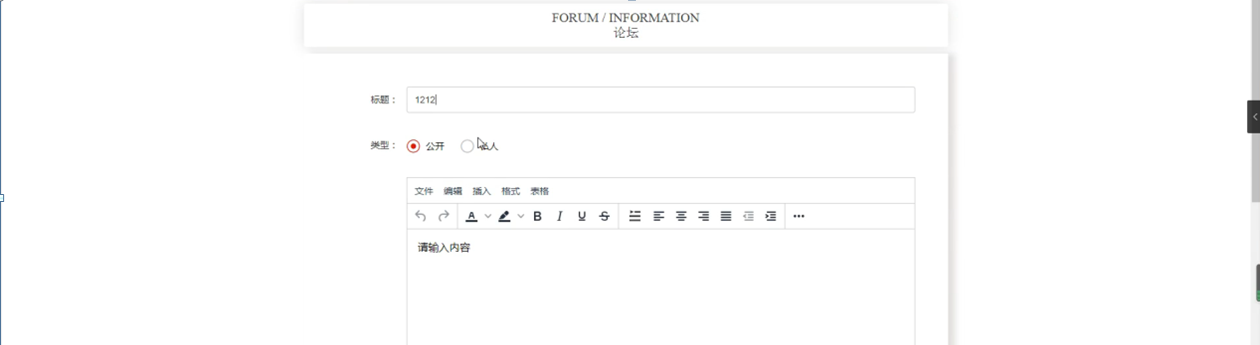 FORUM / INFORMATION
论坛
标题： 1212
类型： 公开 私人
文件 编辑 插入 格式 表格
A B I U S
请输入内容